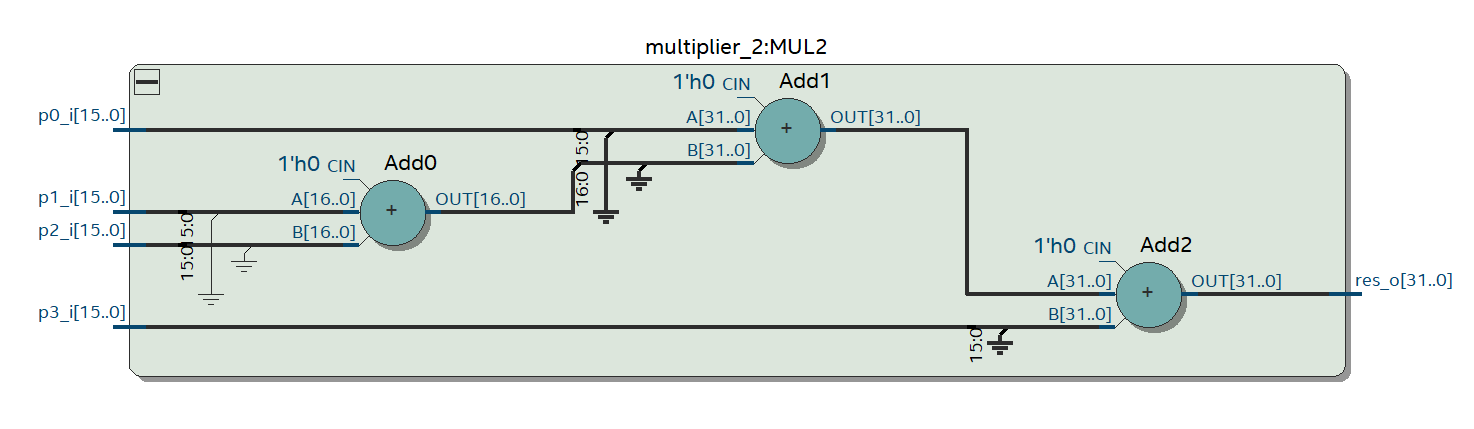 multiplier_2:MUL2
1'h0 CIN Add1
p0_i[15..0] A[31..0] + OUT[31..0]
15:0
B[31..0]
1'h0 CIN Add0
16:0
p1_i[15..0] A[16..0] + OUT[16..0]
15:0
p2_i[15..0] B[16..0]
15:0
1'h0 CIN Add2
A[31..0] + OUT[31..0] res_o[31..0]
p3_i[15..0] B[31..0]
15:0